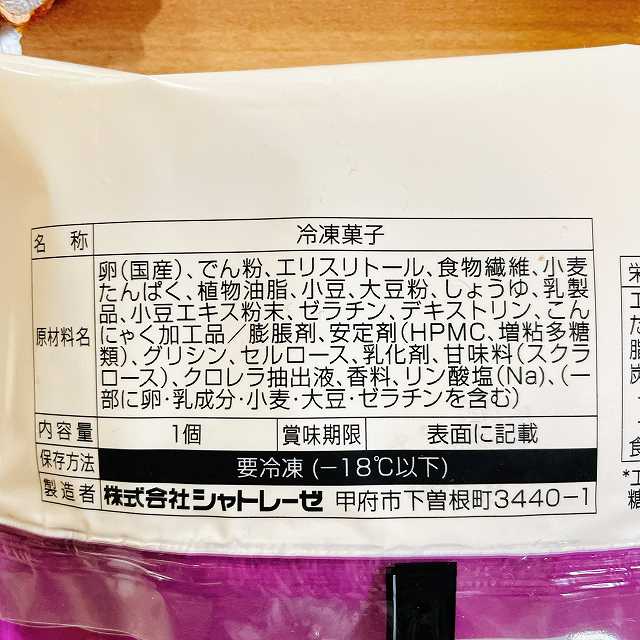 名称 冷凍菓子
原材料名
卵(国産)、でん粉、エリスリトール、食物繊維、小麦
たんぱく、植物油脂、小豆、大豆粉、しょうゆ、乳製
品、小豆エキス粉末、ゼラチン、デキストリン、こん
にゃく加工品/膨脹剤、安定剤(HPMC、増粘多糖
類)、グリシン、セルロース、乳化剤、甘味料(スクラ
ロース)、クロレラ抽出液、香料、リン酸塩(Na)、(一
部に卵・乳成分・小麦・大豆・ゼラチンを含む)
内容量 1個 賞味期限 表面に記載
保存方法 要冷凍(-18℃以下)
製造者 株式会社シャトレーゼ 甲府市下曽根町3440-1
栄
エ
た
脂
炭
食
*エ
糖